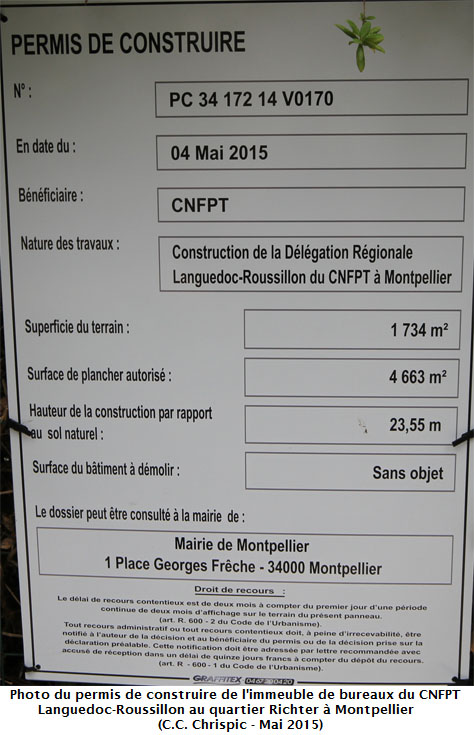 PERMIS DE CONSTRUIRE
N° :
PC 34 172 14 V0170
En date du :
04 Mai 2015
Bénéficiaire :
CNFPT
Nature des travaux :
Construction de la Délégation Régionale
Languedoc-Roussillon du CNFPT à Montpellier
Superficie du terrain :
1 734 m²
Surface de plancher autorisé :
4 663 m²
Hauteur de la construction par rapport
au sol naturel :
23,55 m
Surface du bâtiment à démolir :
Sans objet
Le dossier peut être consulté à la mairie de :
Mairie de Montpellier
1 Place Georges Frêche - 34000 Montpellier
Droit de recours :
Le délai de recours contentieux est de deux mois à compter du premier jour d'une période
continue de deux mois d'affichage sur le terrain du présent panneau.
(art. R. 600 - 2 du Code de l'Urbanisme).
Tout recours administratif ou tout recours contentieux doit, à peine d'irrecevabilité, être
notifié à l'auteur de la décision et au bénéficiaire du permis ou de la décision prise sur la
déclaration préalable. Cette notification doit être adressée par lettre recommandée avec
accusé de réception dans un délai de quinze jours francs à compter du dépôt du recours.
(art. R - 600 - 1 du Code de l'Urbanisme).
GRAFFITEX
Photo du permis de construire de l'immeuble de bureaux du CNFPT
Languedoc-Roussillon au quartier Richter à Montpellier
(C.C. Chrispic - Mai 2015)